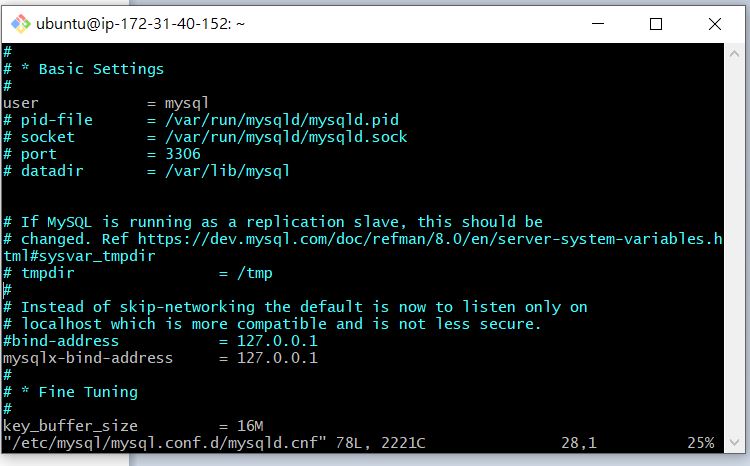 ubuntu@ip-172-31-40-152: ~
#
# * Basic Settings
#
user            = mysql
# pid-file      = /var/run/mysqld/mysqld.pid
# socket        = /var/run/mysqld/mysqld.sock
# port          = 3306
# datadir       = /var/lib/mysql
# If MySQL is running as a replication slave, this should be
# changed. Ref https://dev.mysql.com/doc/refman/8.0/en/server-system-variables.h
tml#sysvar_tmpdir
# tmpdir                = /tmp
#
# Instead of skip-networking the default is now to listen only on
# localhost which is more compatible and is not less secure.
#bind-address           = 127.0.0.1
mysqlx-bind-address     = 127.0.0.1
#
# * Fine Tuning
#
key_buffer_size         = 16M
"/etc/mysql/mysql.conf.d/mysqld.cnf" 78L, 2221C                28,1          25%